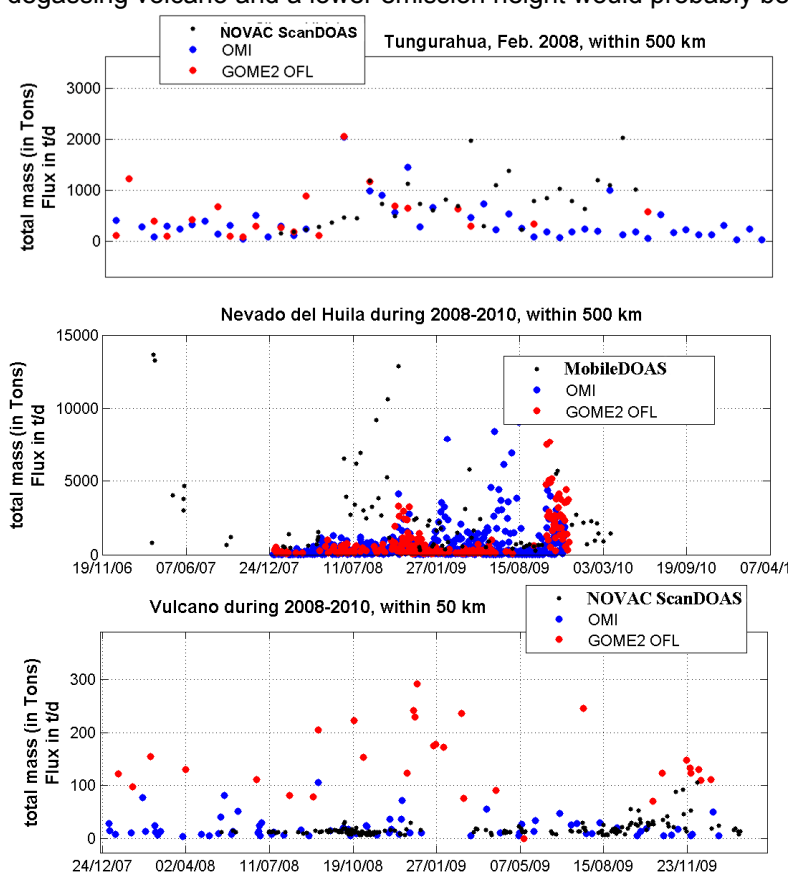 degassing volcano and a lower emission height would probably be
NOVAC ScanDOAS
OMI
GOME2 OFL
Tungurahua, Feb. 2008, within 500 km
total mass (in Tons)
Flux in t/d
3000
2000
1000
0
Nevado del Huila during 2008-2010, within 500 km
MobileDOAS
OMI
GOME2 OFL
total mass (in Tons)
Flux in t/d
15000
10000
5000
0
19/11/06 07/06/07 24/12/07 11/07/08 27/01/09 15/08/09 03/03/10 19/09/10 07/04/1
Vulcano during 2008-2010, within 50 km
NOVAC ScanDOAS
OMI
GOME2 OFL
total mass (in Tons)
Flux in t/d
300
200
100
0
24/12/07 02/04/08 11/07/08 19/10/08 27/01/09 07/05/09 15/08/09 23/11/09